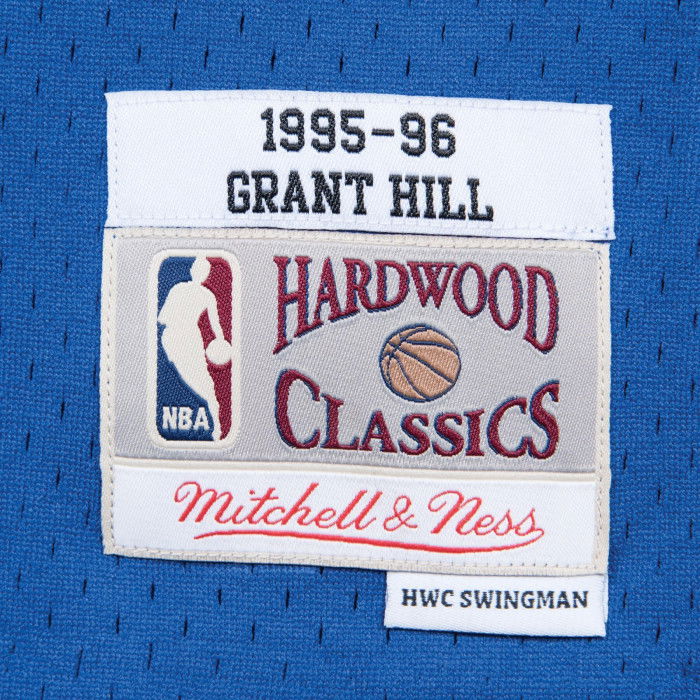 1995-96
GRANT HILL
HARDWOOD
CLASSICS
NBA
Mitchell & Ness
HWC SWINGMAN